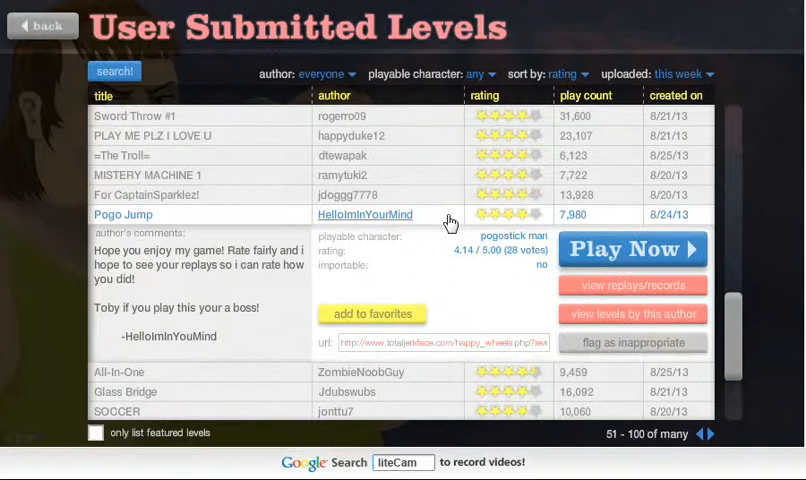 back
User Submitted Levels
search!
author: everyone playable character: any sort by: rating uploaded: this week
title author rating play count created on
Sword Throw #1 rogerro09 31,600 8/21/13
PLAY ME PLZ I LOVE U happyduke12 23,107 8/21/13
=The Troll= dtewapak 6,123 8/25/13
MISTERY MACHINE 1 ramytuki2 7,722 8/20/13
For CaptainSparklez! jdoggg7778 13,928 8/20/13
Pogo Jump HelloImInYourMind 7,980 8/24/13
author's comments:
Hope you enjoy my game! Rate fairly and i
hope to see your replays so i can rate how
you did!
Toby if you play this your a boss!
-HelloImInYouMind
playable character: pogostick man
rating: 4.14 / 5.00 (28 votes)
importable: no
add to favorites
url: http://www.totaljerkface.com/happy_wheels.php?lev
Play Now
view replays/records
view levels by this author
flag as inappropriate
All-In-One ZombieNoobGuy 9,459 8/25/13
Glass Bridge Jdubswubs 16,092 8/21/13
SOCCER jonttu7 10,060 8/20/13
only list featured levels 51 - 100 of many
Google Search liteCam to record videos!